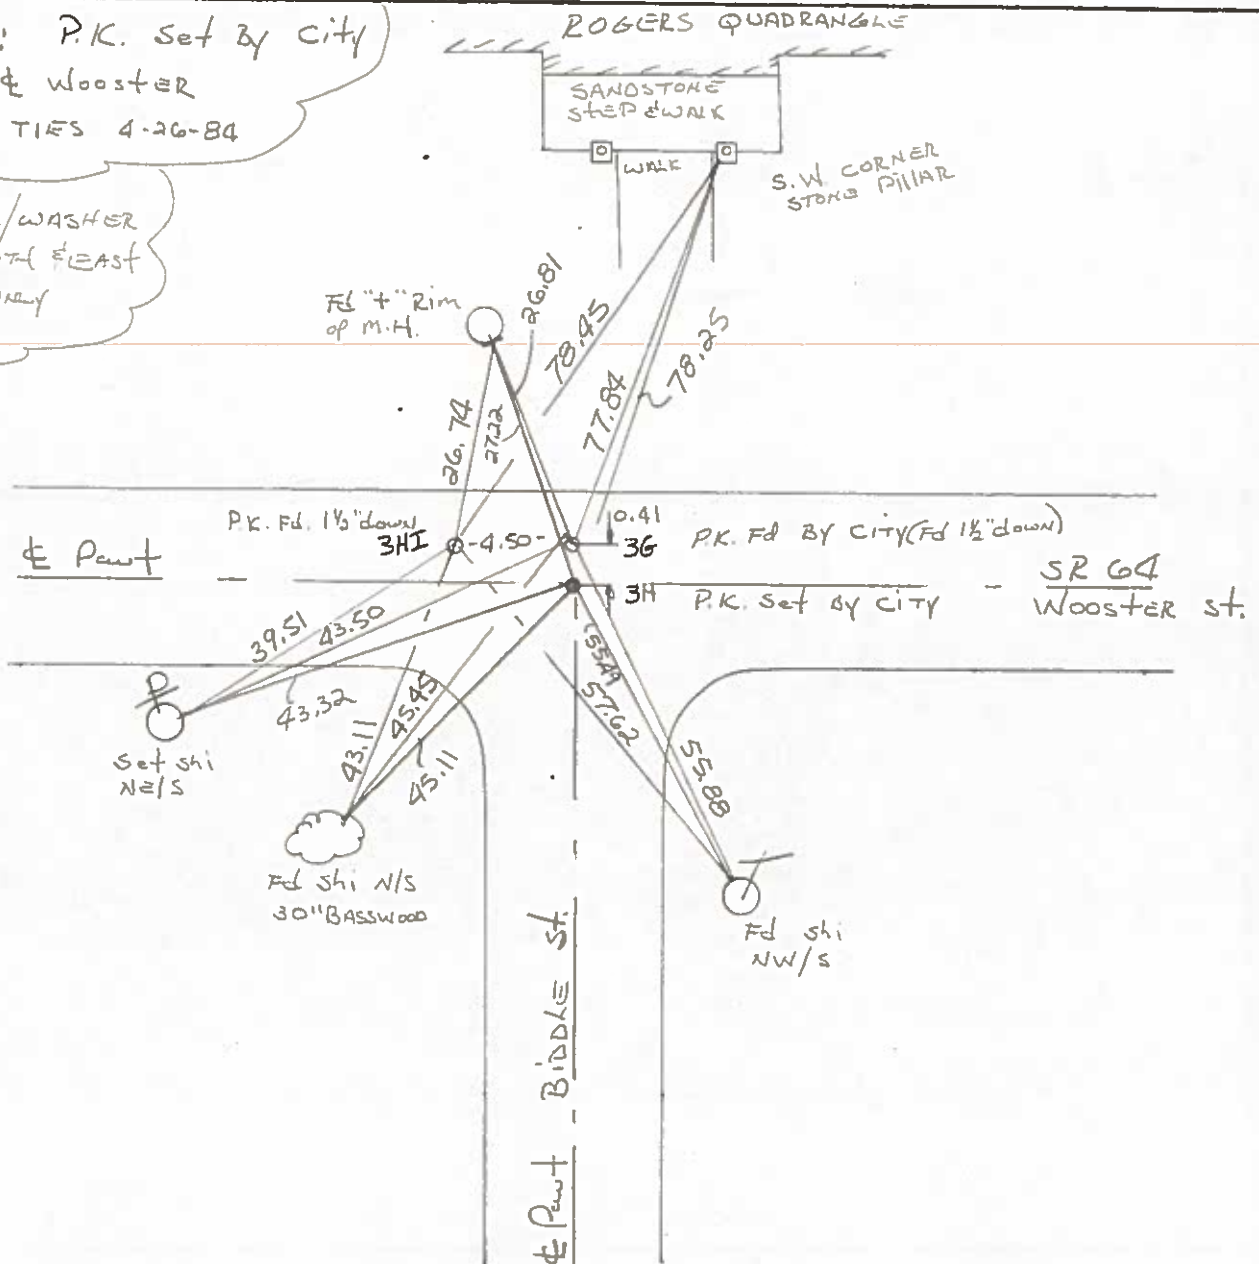 : P.K. Set By City
℄ Wooster
TIES 4-26-84
/WASHER
& EAST
ROGERS QUADRANGLE
SANDSTONE
STEP & WALK
WALK
S.W. CORNER
STONE PILLAR
Fd "+" Rim
of M.H.
26.81
78.45
77.84
78.25
26.74
27.22
P.K. Fd. 1½" down
3HI
-4.50-
0.41
3G
P.K. Fd By City (Fd 1½" down)
℄ Pavt
3H
P.K. Set By City
SR 64
Wooster St.
39.51
43.50
43.32
43.11
45.45
45.11
55.49
57.62
55.88
Set shi
NE/S
Fd Shi N/S
30" BASSWOOD
Fd shi
NW/S
℄ Pavt - BIDDLE St.